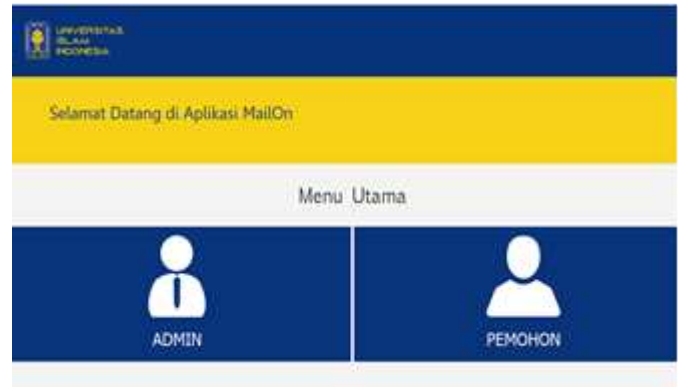 UNIVERSITAS
ISLAM
INDONESIA
Selamat Datang di Aplikasi MailOn
Menu Utama
ADMIN
PEMOHON